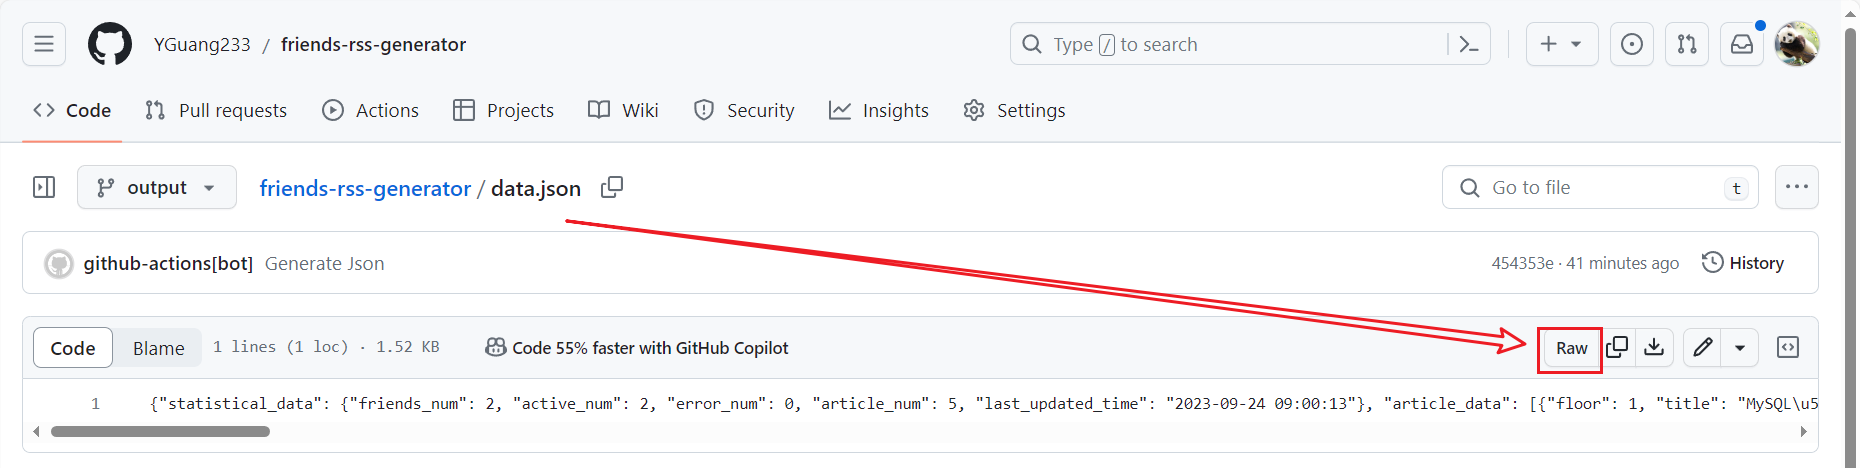 YGuang233 / friends-rss-generator
Type / to search
Code Pull requests Actions Projects Wiki Security Insights Settings
output friends-rss-generator / data.json
Go to file t
github-actions[bot] Generate Json
454353e · 41 minutes ago History
Code Blame 1 lines (1 loc) · 1.52 KB Code 55% faster with GitHub Copilot Raw
1 {"statistical_data": {"friends_num": 2, "active_num": 2, "error_num": 0, "article_num": 5, "last_updated_time": "2023-09-24 09:00:13"}, "article_data": [{"floor": 1, "title": "MySQL\u5